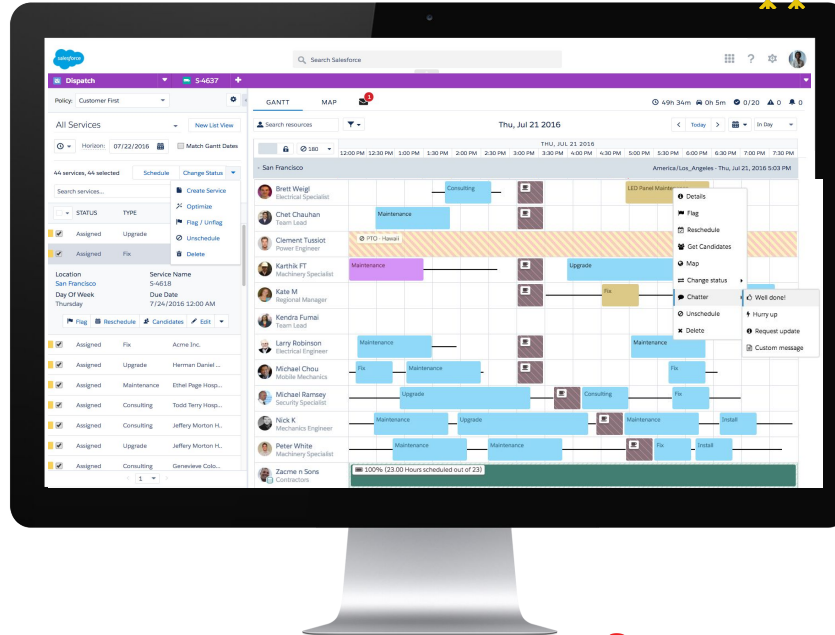 salesforce
Search Salesforce
Dispatch
S-4637
Policy: Customer First
GANTT MAP
1
49h 34m 0h 5m 0/20 0 0
All Services
New List View
Search resources
Thu, Jul 21 2016
Today
In Day
Horizon: 07/22/2016 Match Gantt Dates
180
THU, JUL 21 2016
12:00 PM 12:30 PM 1:00 PM 1:30 PM 2:00 PM 2:30 PM 3:00 PM 3:30 PM 4:00 PM 4:30 PM 5:00 PM 5:30 PM 6:00 PM 6:30 PM 7:00 PM 7:30 PM
44 services, 44 selected Schedule Change Status
San Francisco
America/Los_Angeles - Thu, Jul 21, 2016 5:03 PM
Search services...
Create Service
Optimize
Flag / Unflag
Unschedule
Delete
STATUS TYPE
Assigned Upgrade
Assigned Fix
Location Service Name
San Francisco S-4618
Day Of Week Due Date
Thursday 7/24/2016 12:00 AM
Flag Reschedule Candidates Edit
Assigned Fix Acme Inc.
Assigned Upgrade Herman Daniel ...
Assigned Maintenance Ethel Page Hosp...
Assigned Consulting Todd Terry Hosp...
Assigned Consulting Jeffery Morton H..
Assigned Upgrade Jeffery Morton H..
Assigned Consulting Genevieve Colo...
1
Brett Weigl
Electrical Specialist
Consulting
LED Panel Mainte
Chet Chauhan
Team Lead
Maintenance
Clement Tussiot
Power Engineer
PTO - Hawaii
Karthik FT
Machinery Specialist
Maintenance
Upgrade
Kate M
Regional Manager
Fix
Kendra Fumai
Team Lead
Larry Robinson
Electrical Engineer
Maintenance
Maintenance
Michael Chou
Mobile Mechanics
Fix
Maintenance
Fix
Michael Ramsey
Security Specialist
Upgrade
Consulting
Fix
Nick K
Mechanics Engineer
Maintenance
Upgrade
Maintenance
Install
Peter White
Machinery Specialist
Maintenance
Maintenance
Fix
Install
Zacme n Sons
Contractors
100% (23.00 Hours scheduled out of 23)
Details
Flag
Reschedule
Get Candidates
Map
Change status
Chatter
Unschedule
Delete
Well done!
Hurry up
Request update
Custom message